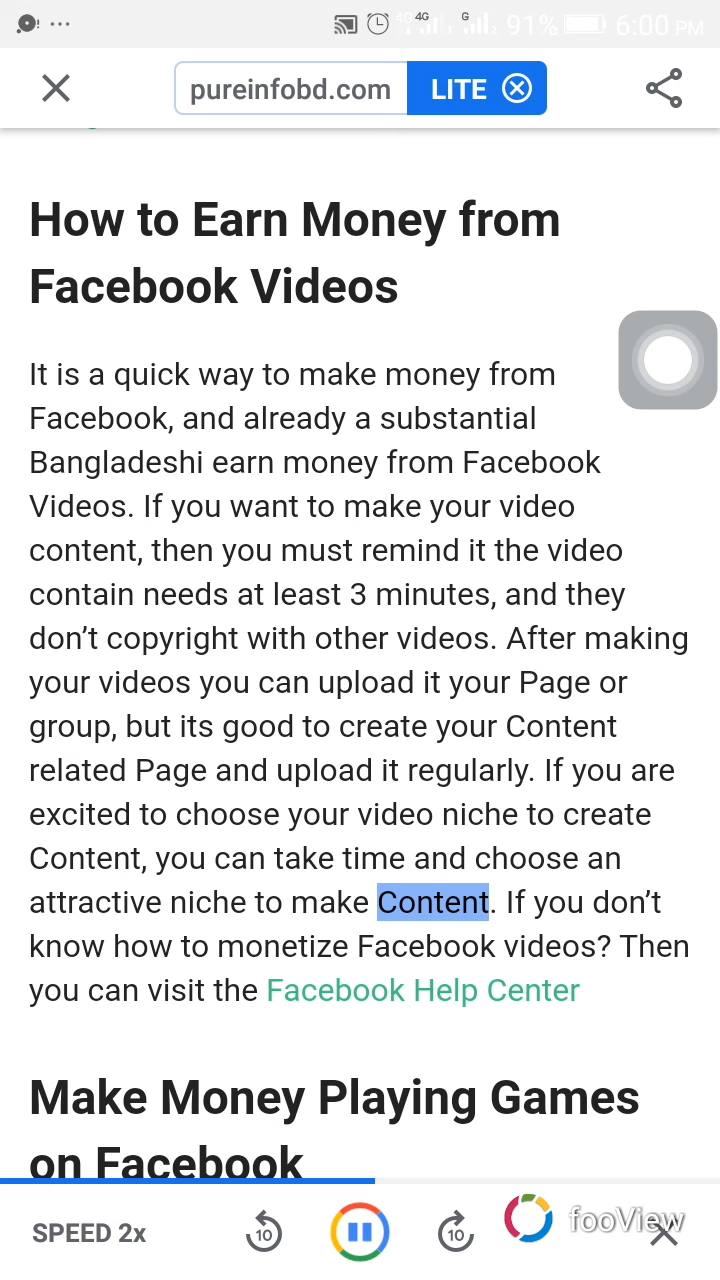 4G 4G G 91% 6:00 PM
pureinfobd.com LITE
How to Earn Money from
Facebook Videos
It is a quick way to make money from
Facebook, and already a substantial
Bangladeshi earn money from Facebook
Videos. If you want to make your video
content, then you must remind it the video
contain needs at least 3 minutes, and they
don’t copyright with other videos. After making
your videos you can upload it your Page or
group, but its good to create your Content
related Page and upload it regularly. If you are
excited to choose your video niche to create
Content, you can take time and choose an
attractive niche to make Content. If you don’t
know how to monetize Facebook videos? Then
you can visit the Facebook Help Center
Make Money Playing Games
on Facebook
SPEED 2x 10 10 fooView